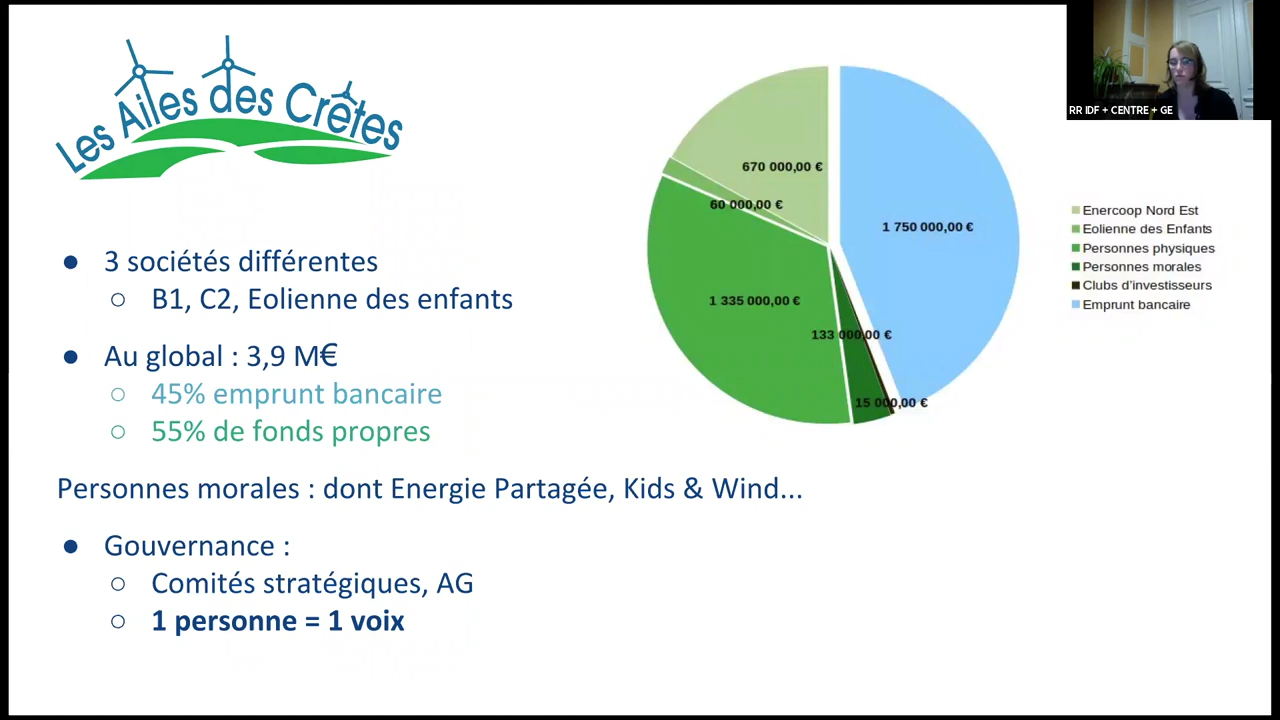 Les Ailes des Crêtes
RR IDF + CENTRE + GE
● 3 sociétés différentes
○ B1, C2, Eolienne des enfants
● Au global : 3,9 M€
○ 45% emprunt bancaire
○ 55% de fonds propres
Personnes morales : dont Energie Partagée, Kids & Wind...
● Gouvernance :
○ Comités stratégiques, AG
○ 1 personne = 1 voix
670 000,00 €
60 000,00 €
1 750 000,00 €
1 335 000,00 €
133 000,00 €
15 000,00 €
Enercoop Nord Est
Eolienne des Enfants
Personnes physiques
Personnes morales
Clubs d'investisseurs
Emprunt bancaire